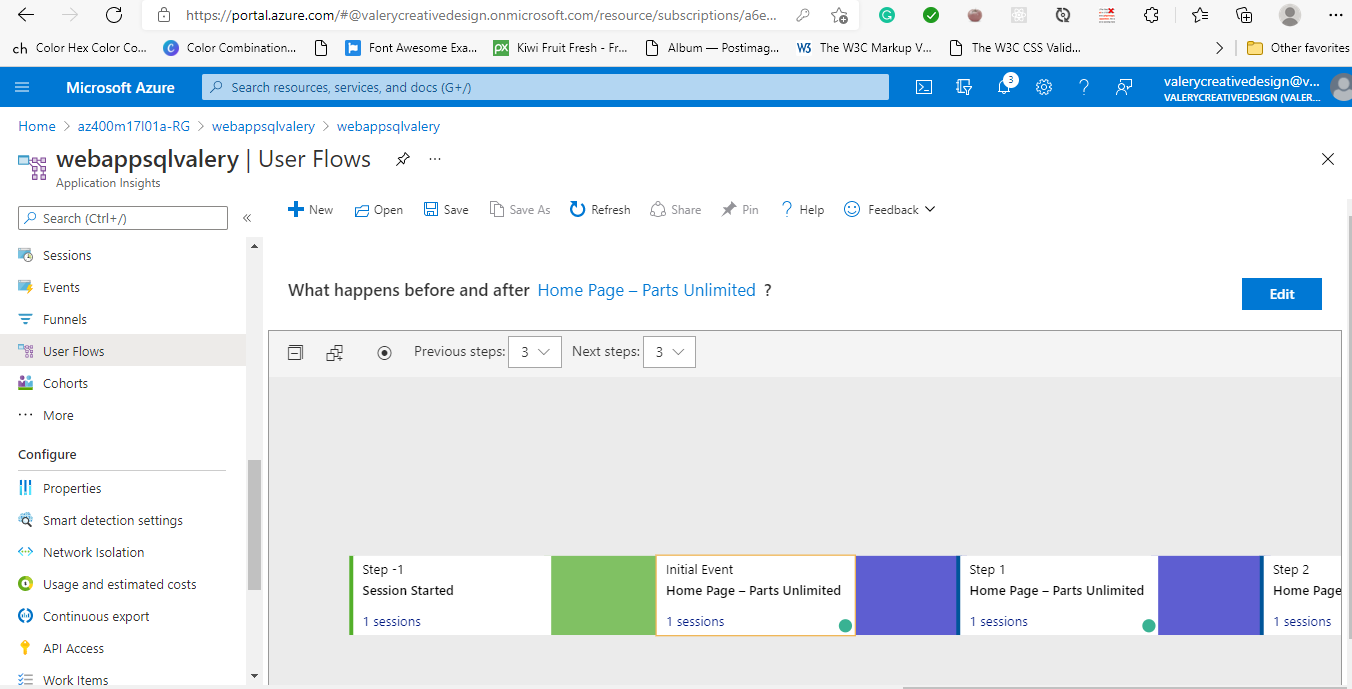 https://portal.azure.com/#@valerycreativedesign.onmicrosoft.com/resource/subscriptions/a6e...
ch Color Hex Color Co...
Color Combination...
Font Awesome Exa...
Kiwi Fruit Fresh - Fr...
Album — Postimag...
W3 The W3C Markup V...
The W3C CSS Valid...
Other favorites
Microsoft Azure
Search resources, services, and docs (G+/)
3
valerycreativedesign@v...
VALERYCREATIVEDESIGN (VALER...
Home > az400m17l01a-RG > webappsqlvalery > webappsqlvalery
webappsqlvalery | User Flows
Application Insights
Search (Ctrl+/)
«
New
Open
Save
Save As
Refresh
Share
Pin
Help
Feedback
Sessions
Events
Funnels
User Flows
Cohorts
More
Configure
Properties
Smart detection settings
Network Isolation
Usage and estimated costs
Continuous export
API Access
Work Items
What happens before and after Home Page – Parts Unlimited ?
Edit
Previous steps: 3
Next steps: 3
Step -1
Session Started
1 sessions
Initial Event
Home Page – Parts Unlimited
1 sessions
Step 1
Home Page – Parts Unlimited
1 sessions
Step 2
Home Page
1 sessions